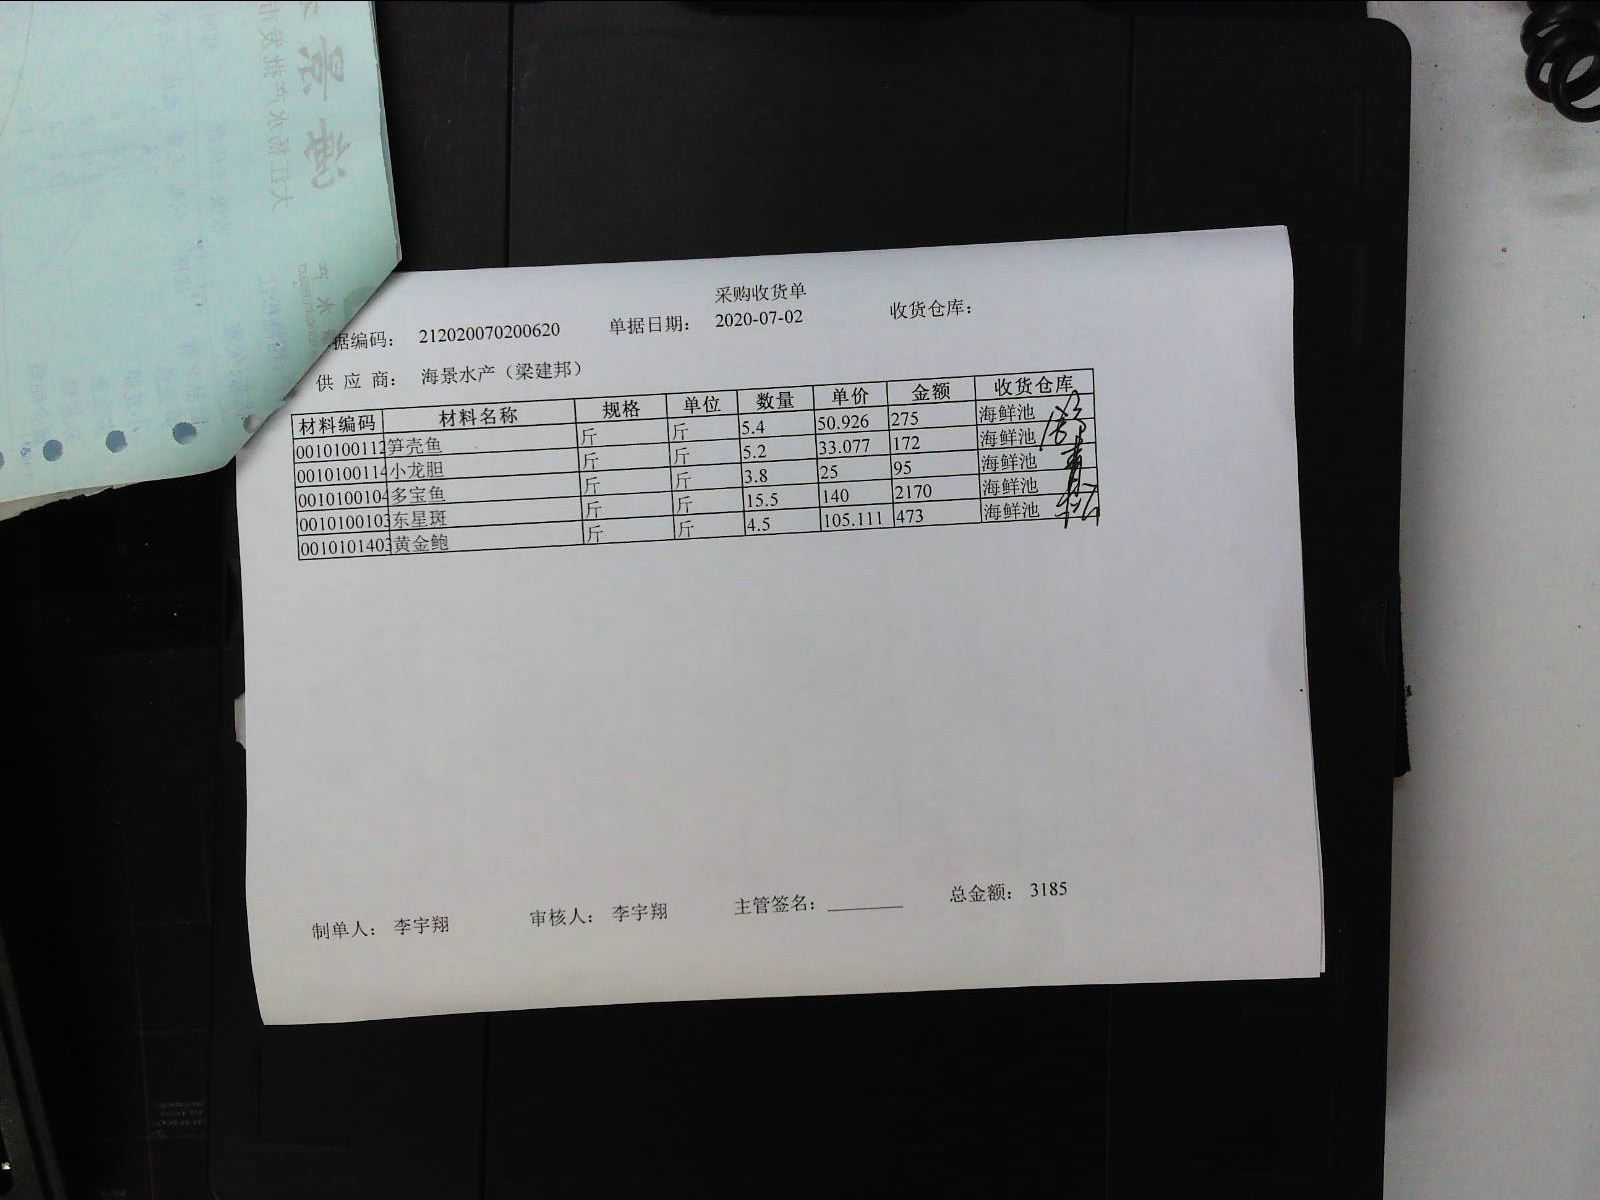 采购收货单
据编码: 212020070200620 单据日期: 2020-07-02 收货仓库:
供应商: 海景水产（梁建邦）
材料编码 材料名称 规格 单位 数量 单价 金额 收货仓库
0010100112 笋壳鱼 斤 斤 5.4 50.926 275 海鲜池
0010100114 小龙胆 斤 斤 5.2 33.077 172 海鲜池
0010100104 多宝鱼 斤 斤 3.8 25 95 海鲜池
0010100103 东星斑 斤 斤 15.5 140 2170 海鲜池
0010101403 黄金鲍 斤 斤 4.5 105.111 473 海鲜池
制单人: 李宇翔 审核人: 李宇翔 主管签名: 总金额: 3185